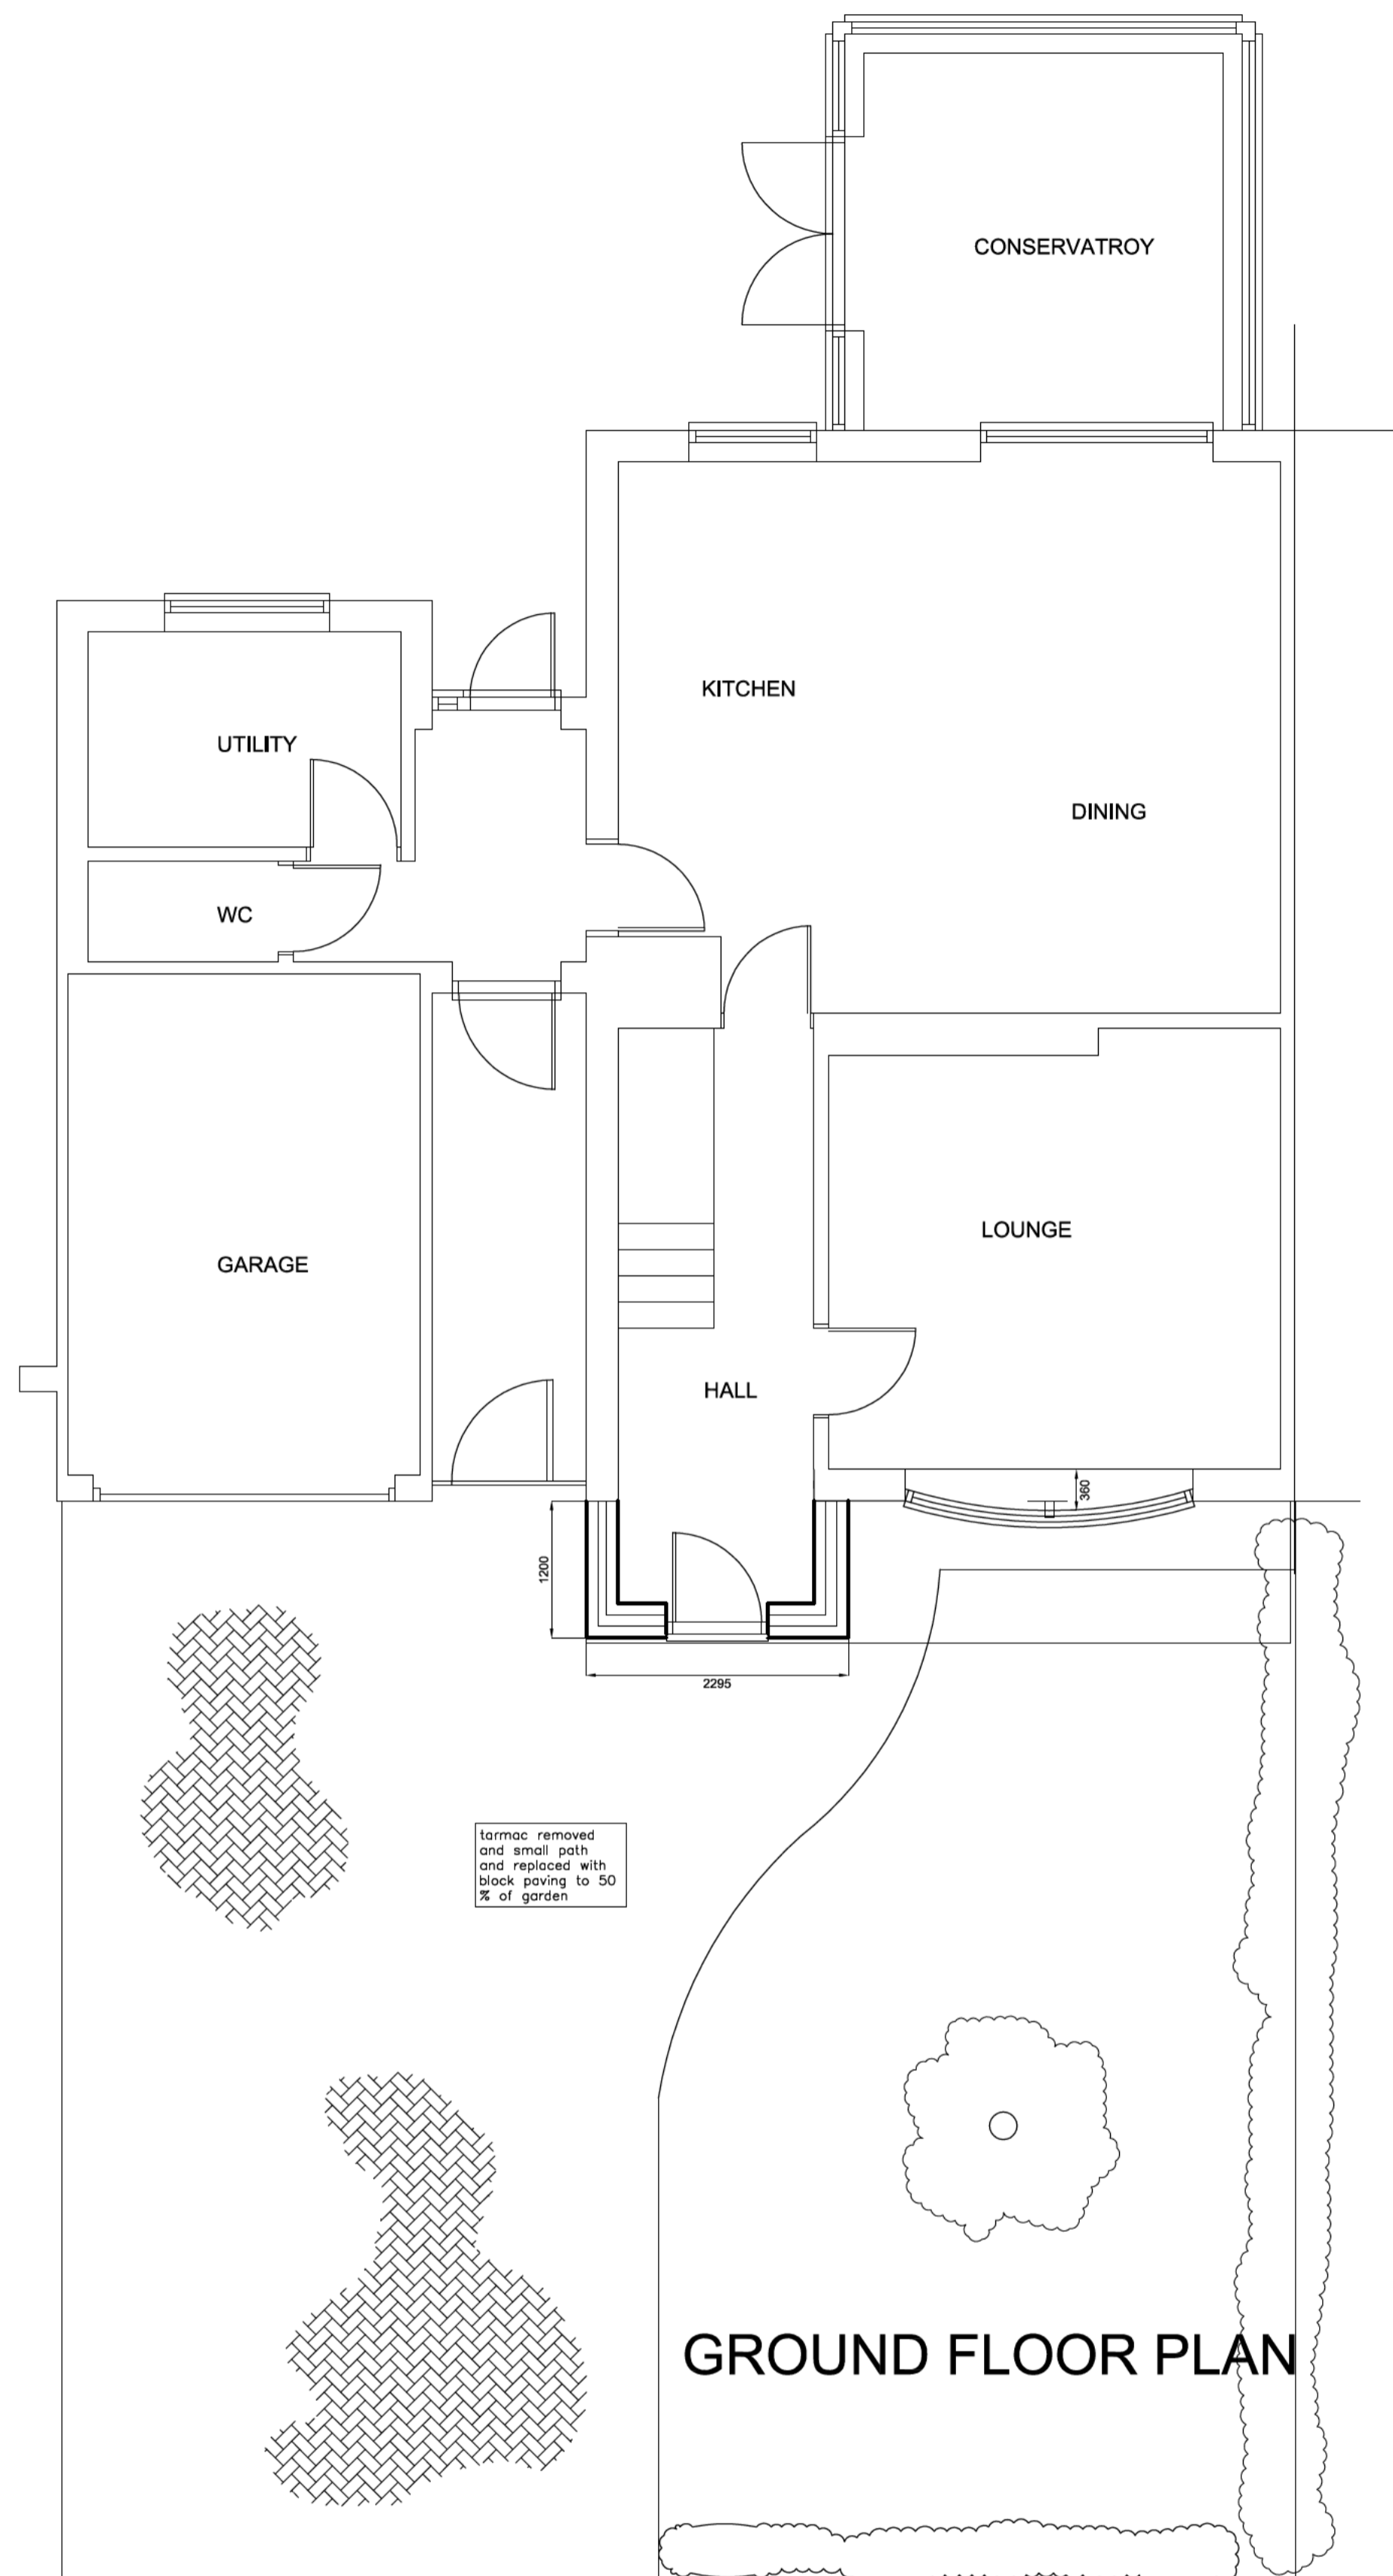 CONSERVATROY
KITCHEN
UTILITY
DINING
WC
LOUNGE
GARAGE
HALL
360
1200
2295
tarmac removed
and small path
and replaced with
block paving to 50
% of garden
GROUND FLOOR PLAN